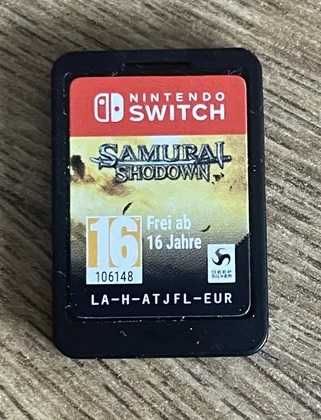 NINTENDO
SWITCH
SAMURAI
SHODOWN
16
Frei ab
16 Jahre
106148
LA-H-ATJFL-EUR